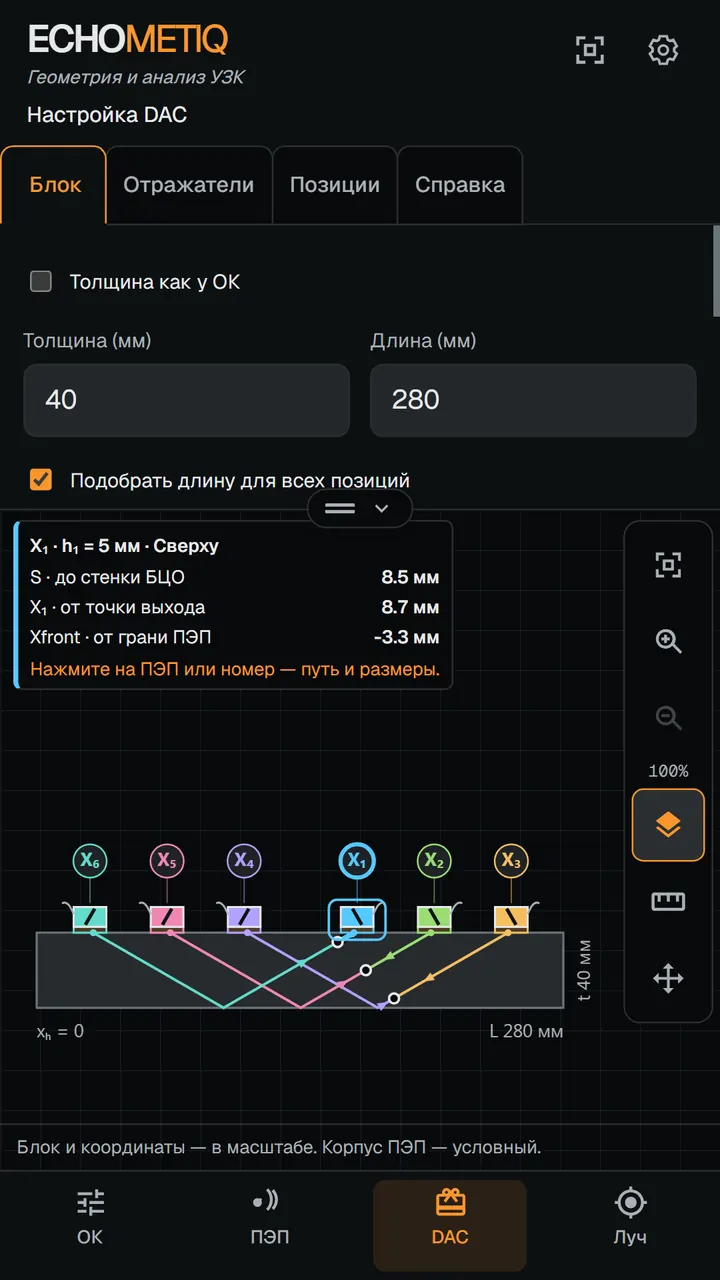 ECHOMETIQ
Геометрия и анализ УЗК
Настройка DAC
Блок
Отражатели
Позиции
Справка
Толщина как у ОК
Толщина (мм)
Длина (мм)
40
280
Подобрать длину для всех позиций
X₁ · h₁ = 5 мм · Сверху
S · до стенки БЦО 8.5 мм
X₁ · от точки выхода 8.7 мм
Xfront · от грани ПЭП -3.3 мм
Нажмите на ПЭП или номер — путь и размеры.
100%
X₆ X₅ X₄ X₁ X₂ X₃
t 40 мм
xₕ = 0
L 280 мм
Блок и координаты — в масштабе. Корпус ПЭП — условный.
ОК
ПЭП
DAC
Луч